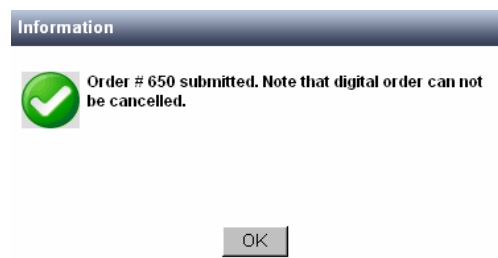 Information
Order # 650 submitted. Note that digital order can not
be cancelled.
OK